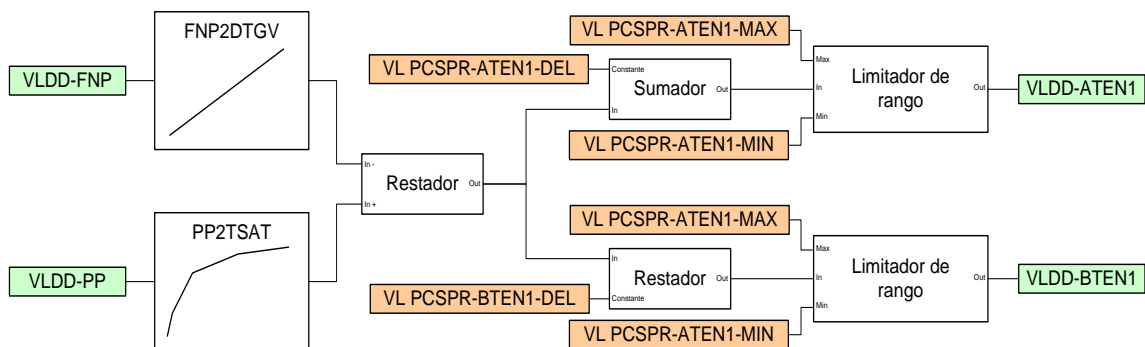 FNP2DTGV
VLDD-FNP
PP2TSAT
VLDD-PP
In -
In +
Restador
Out
VL PCSPR-ATEN1-MAX
VL PCSPR-ATEN1-DEL
Constante
In
Sumador
Out
VL PCSPR-ATEN1-MIN
Max
In
Min
Limitador de
rango
Out
VLDD-ATEN1
VL PCSPR-ATEN1-MAX
In
Constante
Restador
Out
VL PCSPR-BTEN1-DEL
VL PCSPR-ATEN1-MIN
Max
In
Min
Limitador de
rango
Out
VLDD-BTEN1